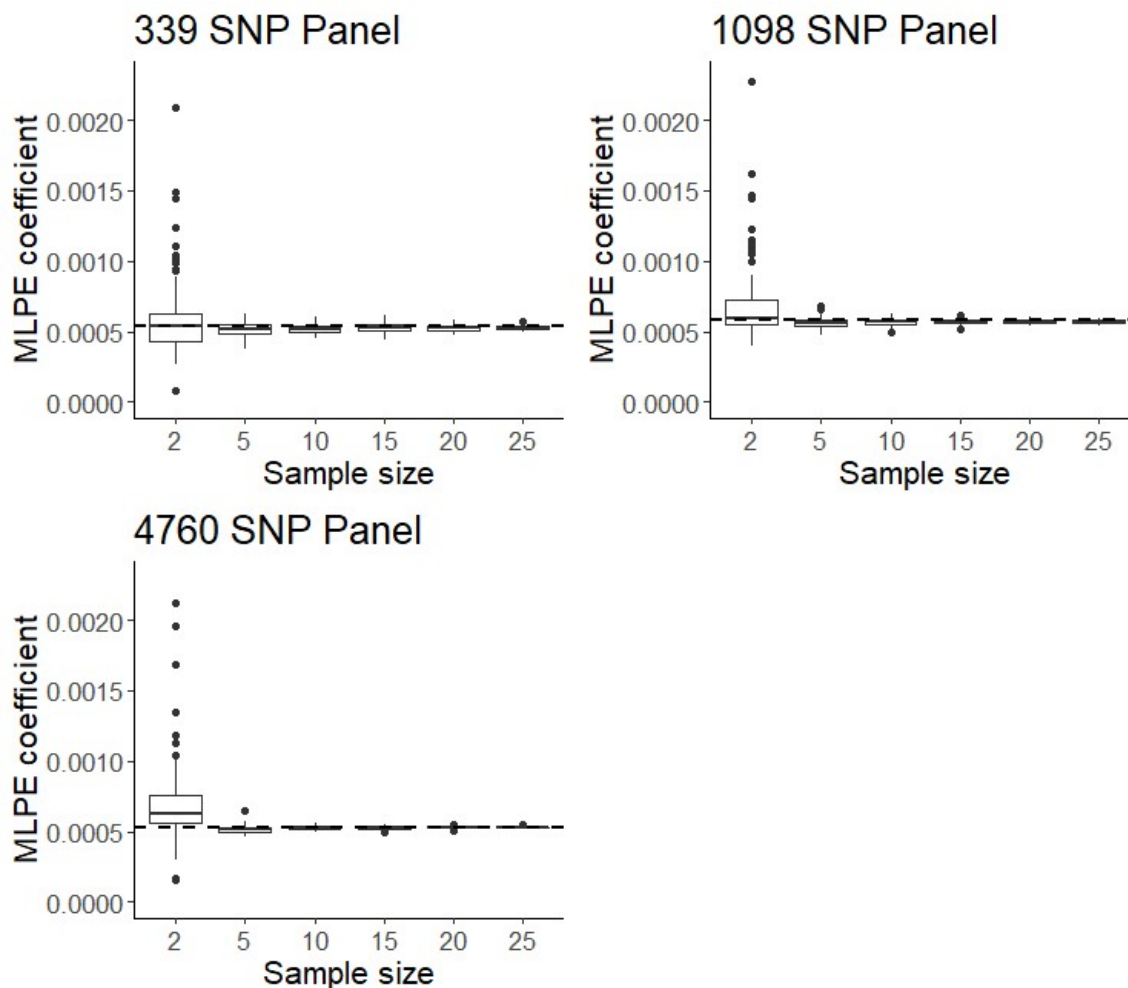 339 SNP Panel
MLPE coefficient
0.0020
0.0015
0.0010
0.0005
0.0000
2 5 10 15 20 25
Sample size
1098 SNP Panel
MLPE coefficient
0.0020
0.0015
0.0010
0.0005
0.0000
2 5 10 15 20 25
Sample size
4760 SNP Panel
MLPE coefficient
0.0020
0.0015
0.0010
0.0005
0.0000
2 5 10 15 20 25
Sample size